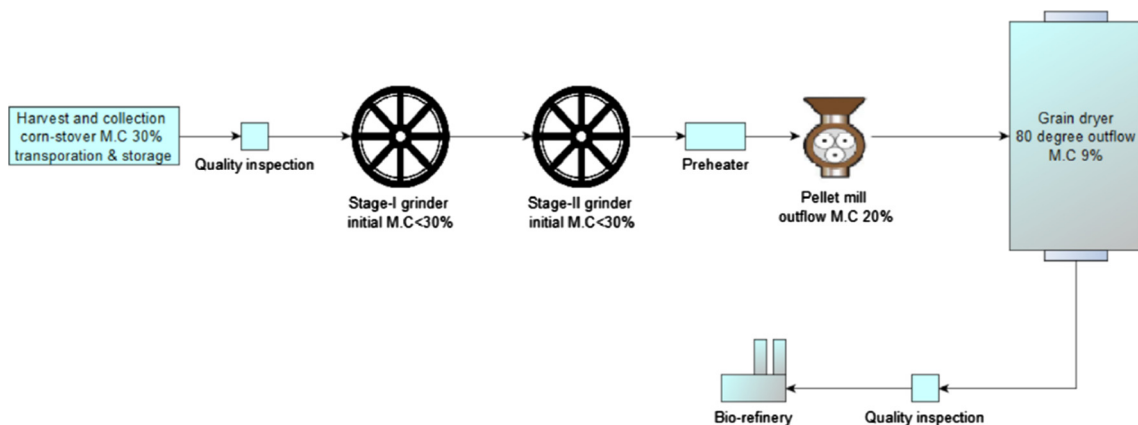 Harvest and collection
corn-stover M.C 30%
transporation & storage
Quality inspection
Stage-I grinder
initial M.C<30%
Stage-II grinder
initial M.C<30%
Preheater
Pellet mill
outflow M.C 20%
Grain dryer
80 degree outflow
M.C 9%
Bio-refinery
Quality inspection